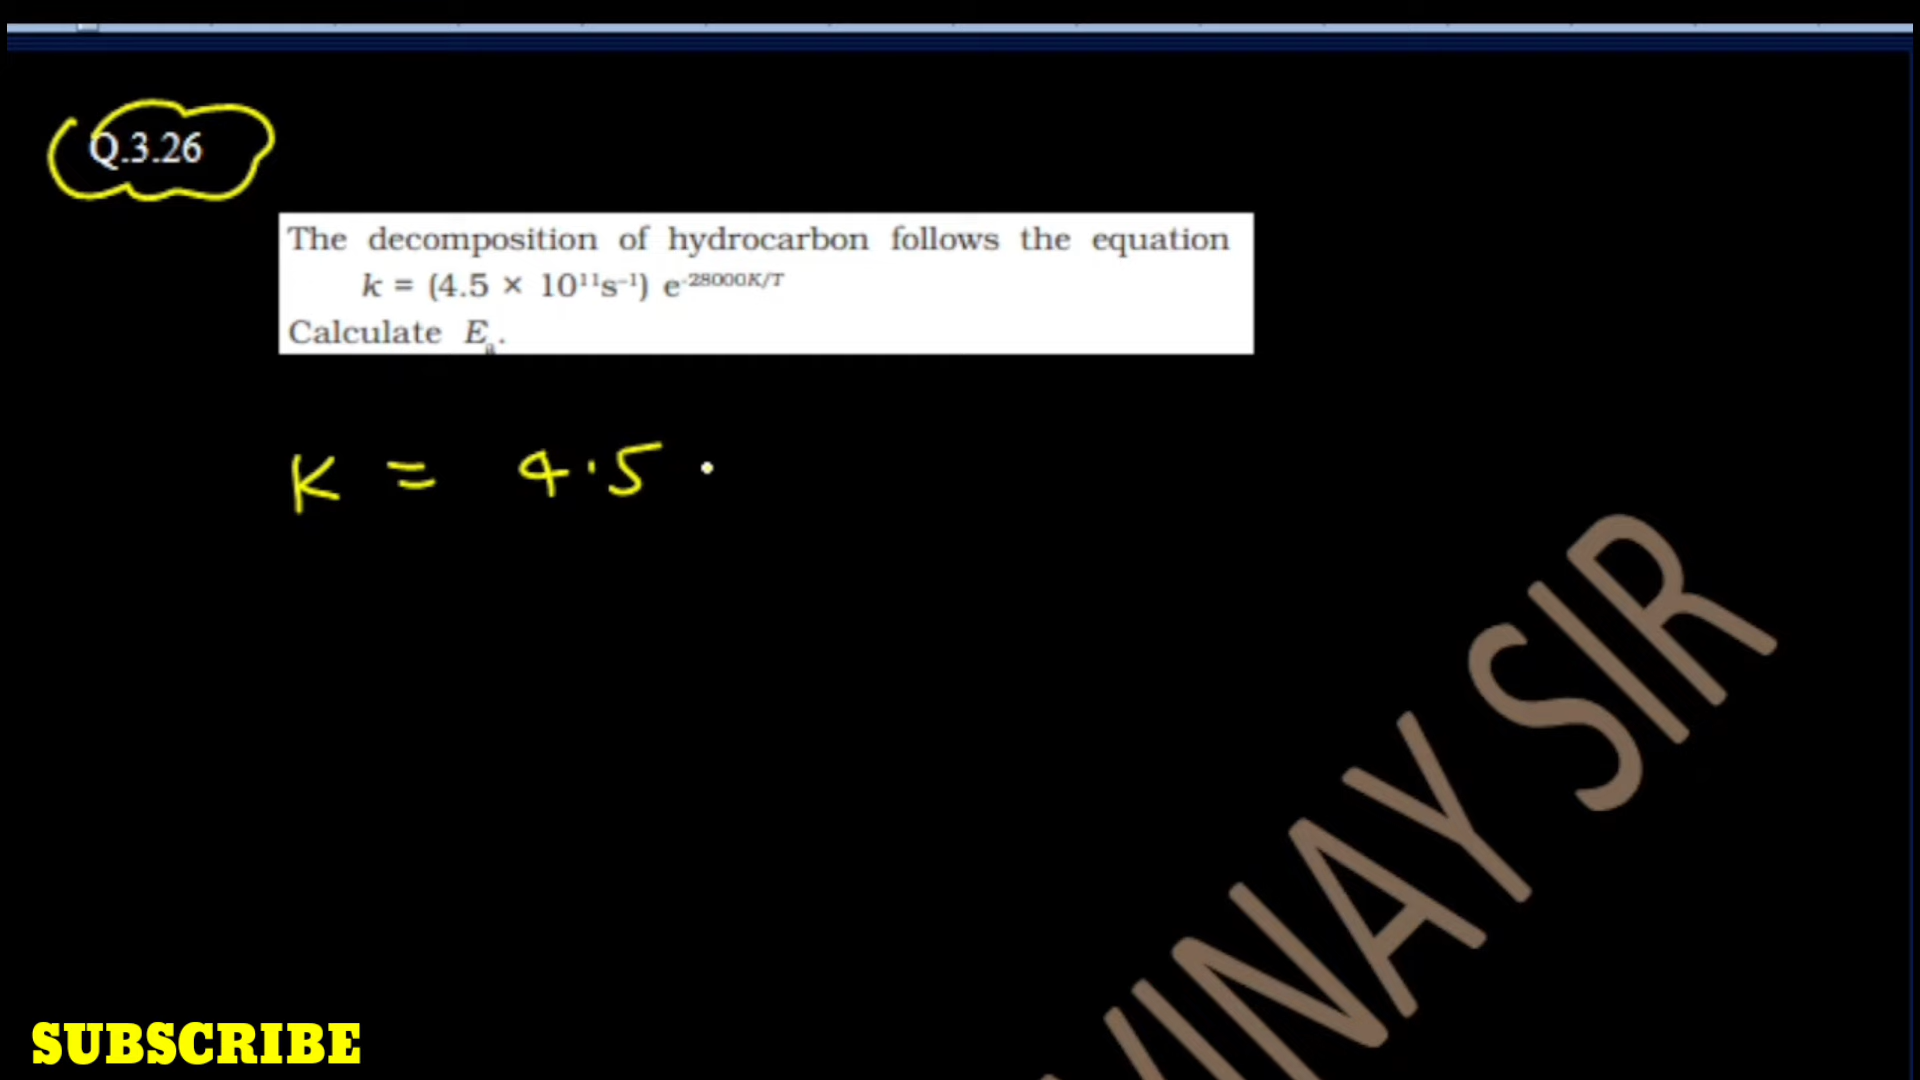 Q.3.26
The decomposition of hydrocarbon follows the equation
k = (4.5 × 10¹¹s⁻¹) e⁻²⁸⁰⁰⁰ᴷ/ᵀ
Calculate Eₐ.
K = 4.5
VINAY SIR
SUBSCRIBE